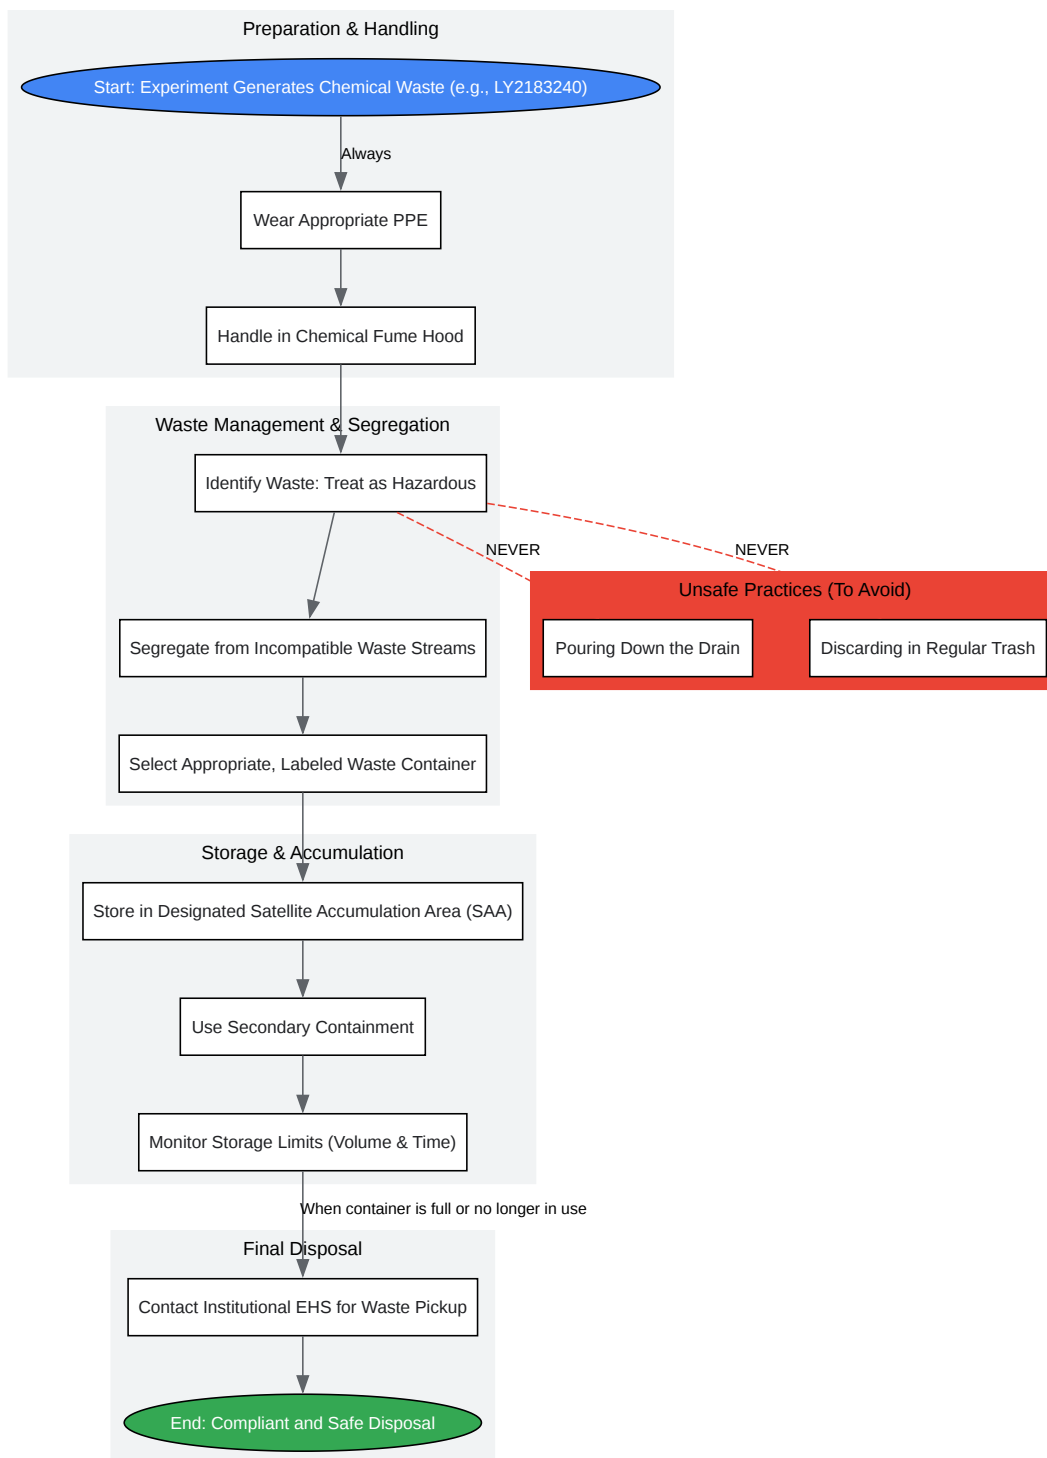 Preparation & Handling
Start: Experiment Generates Chemical Waste (e.g., LY2183240)
Always
Wear Appropriate PPE
Handle in Chemical Fume Hood
Waste Management & Segregation
Identify Waste: Treat as Hazardous
NEVER
NEVER
Unsafe Practices (To Avoid)
Segregate from Incompatible Waste Streams
Pouring Down the Drain
Discarding in Regular Trash
Select Appropriate, Labeled Waste Container
Storage & Accumulation
Store in Designated Satellite Accumulation Area (SAA)
Use Secondary Containment
Monitor Storage Limits (Volume & Time)
When container is full or no longer in use
Final Disposal
Contact Institutional EHS for Waste Pickup
End: Compliant and Safe Disposal